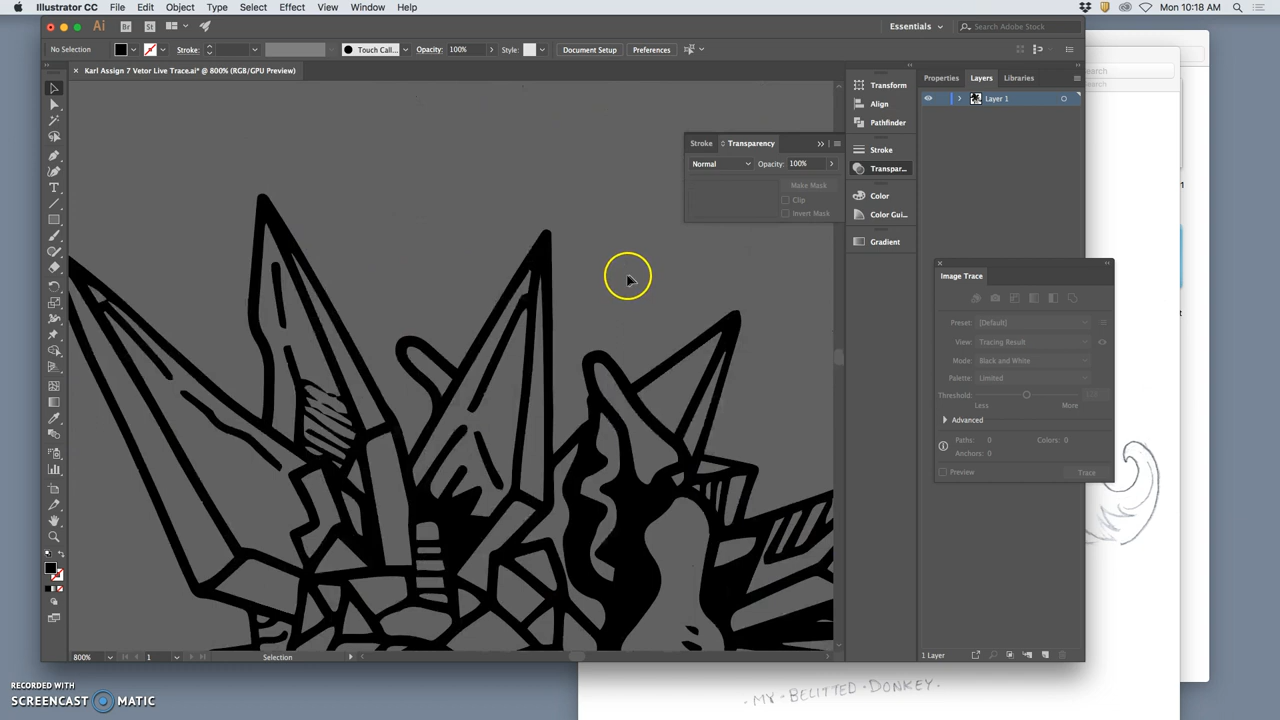 Illustrator CC File Edit Object Type Select Effect View Window Help
Mon 10:18 AM
Ai Br St Essentials Search Adobe Stock
No Selection Stroke: Touch Call... Opacity: 100% Style: Document Setup Preferences
× Karl Assign 7 Vetor Live Trace.ai* @ 800% (RGB/GPU Preview)
Properties Layers Libraries
Layer 1
Transform
Align
Pathfinder
Stroke
Transpar...
Color
Color Gui...
Gradient
Stroke Transparency
Normal Opacity: 100%
Make Mask
Clip
Invert Mask
Image Trace
Preset: [Default]
View: Tracing Result
Mode: Black and White
Palette: Limited
Threshold:
Less More
Advanced
Paths: 0 Colors: 0
Anchors: 0
Preview Trace
800% 1 Selection
1 Layer
RECORDED WITH
SCREENCAST MATIC
- MY · BELITTED · DONKEY.